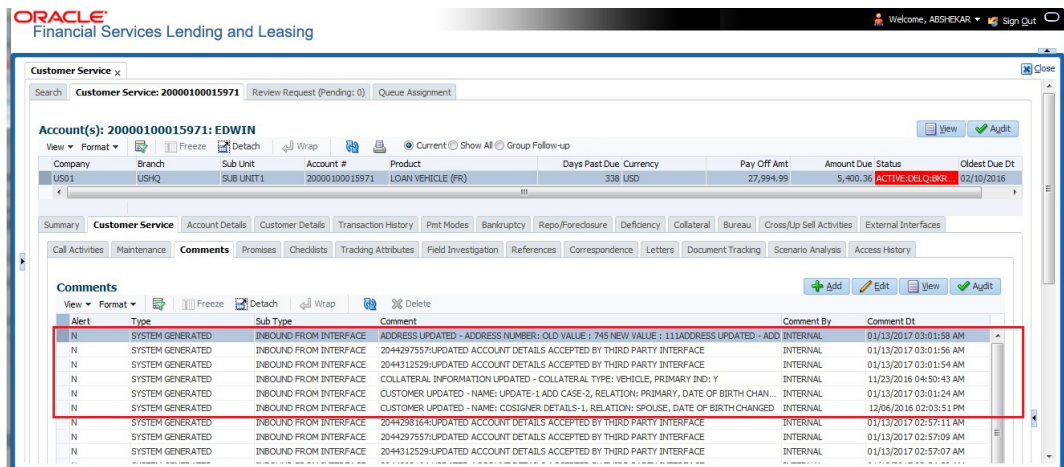 ORACLE
Financial Services Lending and Leasing
Welcome, ABSHEKAR Sign Out
Close
Customer Service x
Search Customer Service: 20000100015971 Review Request (Pending: 0) Queue Assignment
Account(s): 20000100015971: EDWIN View Audit
View Format Freeze Detach Wrap Current Show All Group Follow-up
Company Branch Sub Unit Account # Product Days Past Due Currency Pay Off Amt Amount Due Status Oldest Due Dt
US01 USHQ SUB UNIT1 20000100015971 LOAN VEHICLE (FR) 338 USD 27,994.99 5,400.36 ACTIVE:DELQ:BKR... 02/10/2016
Summary Customer Service Account Details Customer Details Transaction History Pmt Modes Bankruptcy Repo/Foreclosure Deficiency Collateral Bureau Cross/Up Sell Activities External Interfaces
Call Activities Maintenance Comments Promises Checklists Tracking Attributes Field Investigation References Correspondence Letters Document Tracking Scenario Analysis Access History
Comments Add Edit View Audit
View Format Freeze Detach Wrap Delete
Alert Type Sub Type Comment Comment By Comment Dt
N SYSTEM GENERATED INBOUND FROM INTERFACE ADDRESS UPDATED - ADDRESS NUMBER: OLD VALUE : 745 NEW VALUE : 111ADDRESS UPDATED - ADD INTERNAL 01/13/2017 03:01:58 AM
N SYSTEM GENERATED INBOUND FROM INTERFACE 2044297557:UPDATED ACCOUNT DETAILS ACCEPTED BY THIRD PARTY INTERFACE INTERNAL 01/13/2017 03:01:56 AM
N SYSTEM GENERATED INBOUND FROM INTERFACE 2044312529:UPDATED ACCOUNT DETAILS ACCEPTED BY THIRD PARTY INTERFACE INTERNAL 01/13/2017 03:01:54 AM
N SYSTEM GENERATED INBOUND FROM INTERFACE COLLATERAL INFORMATION UPDATED - COLLATERAL TYPE: VEHICLE, PRIMARY IND: Y INTERNAL 11/23/2016 04:50:43 AM
N SYSTEM GENERATED INBOUND FROM INTERFACE CUSTOMER UPDATED - NAME: UPDATE-1 ADD CASE-2, RELATION: PRIMARY, DATE OF BIRTH CHAN... INTERNAL 01/13/2017 03:01:24 AM
N SYSTEM GENERATED INBOUND FROM INTERFACE CUSTOMER UPDATED - NAME: COSIGNER DETAILS-1, RELATION: SPOUSE, DATE OF BIRTH CHANGED INTERNAL 12/06/2016 02:03:51 PM
N SYSTEM GENERATED INBOUND FROM INTERFACE 2044298164:UPDATED ACCOUNT DETAILS ACCEPTED BY THIRD PARTY INTERFACE INTERNAL 01/13/2017 02:57:11 AM
N SYSTEM GENERATED INBOUND FROM INTERFACE 2044297557:UPDATED ACCOUNT DETAILS ACCEPTED BY THIRD PARTY INTERFACE INTERNAL 01/13/2017 02:57:09 AM
N SYSTEM GENERATED INBOUND FROM INTERFACE 2044312529:UPDATED ACCOUNT DETAILS ACCEPTED BY THIRD PARTY INTERFACE INTERNAL 01/13/2017 02:57:07 AM